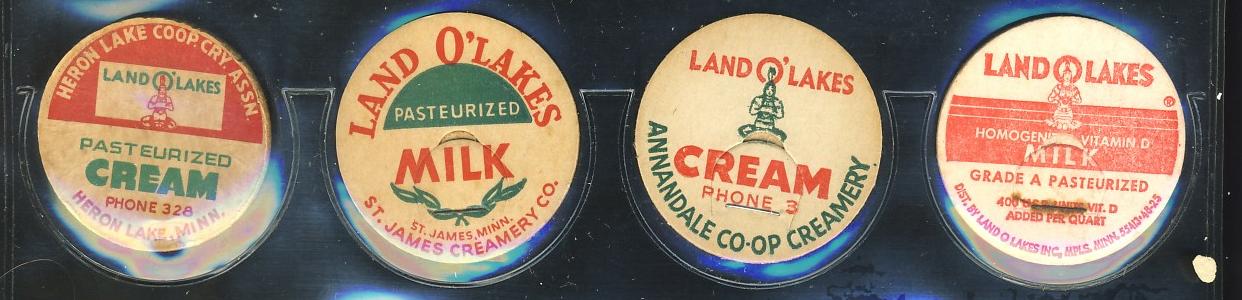 HERON LAKE COOP. CRY. ASSN
LAND O'LAKES
PASTEURIZED
CREAM
PHONE 328
HERON LAKE, MINN.
LAND O'LAKES
PASTEURIZED
MILK
ST. JAMES, MINN.
ST. JAMES CREAMERY CO.
LAND O'LAKES
CREAM
PHONE 3
ANNANDALE CO-OP CREAMERY
LAND O LAKES
®
VITAMIN D
MILK
GRADE A PASTEURIZED
400 VIT. D
ADDED PER QUART
DIST. BY LAND O LAKES INC, MPLS. MINN.